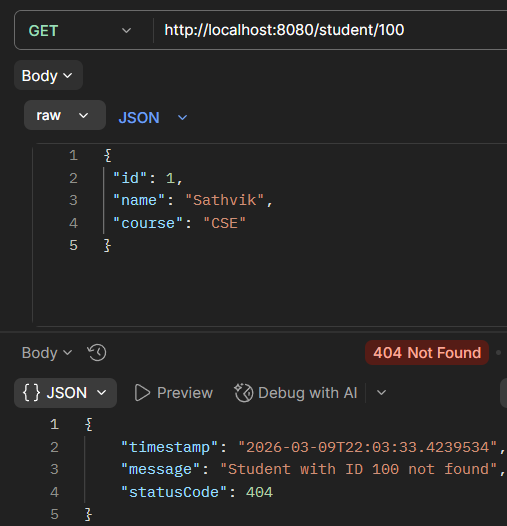 GET http://localhost:8080/student/100
Body
raw JSON
1 {
2 "id": 1,
3 "name": "Sathvik",
4 "course": "CSE"
5 }
Body 404 Not Found
{} JSON Preview Debug with AI
1 {
2 "timestamp": "2026-03-09T22:03:33.4239534",
3 "message": "Student with ID 100 not found",
4 "statusCode": 404
5 }